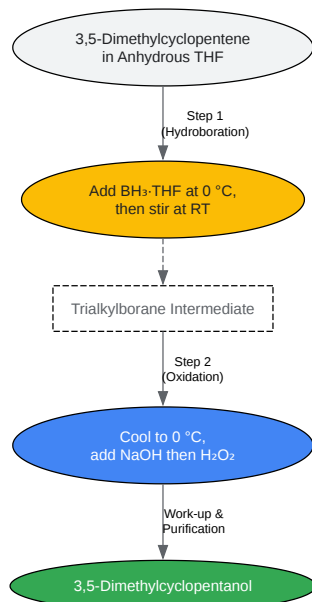 3,5-Dimethylcyclopentene
in Anhydrous THF
Step 1
(Hydroboration)
Add BH₃·THF at 0 °C,
then stir at RT
Trialkylborane Intermediate
Step 2
(Oxidation)
Cool to 0 °C,
add NaOH then H₂O₂
Work-up &
Purification
3,5-Dimethylcyclopentanol